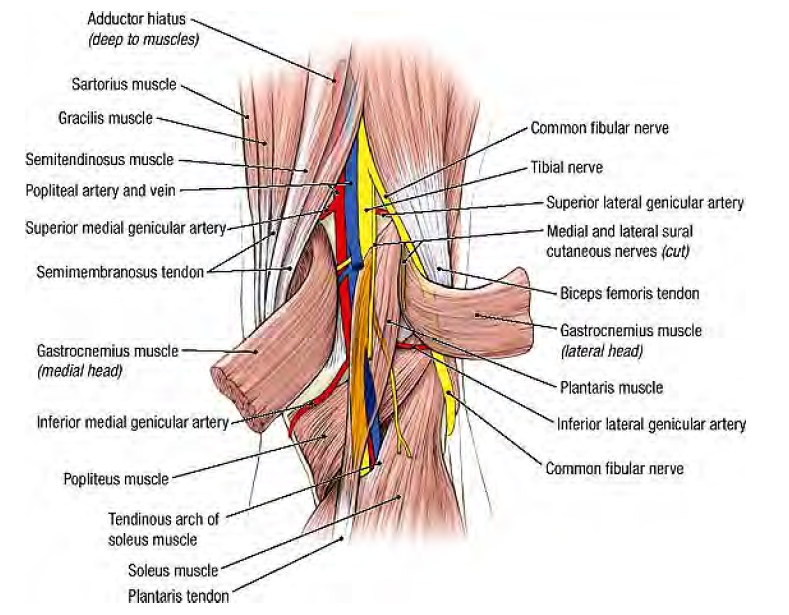 Adductor hiatus
(deep to muscles)
Sartorius muscle
Gracilis muscle
Semitendinosus muscle
Popliteal artery and vein
Superior medial genicular artery
Semimembranosus tendon
Gastrocnemius muscle
(medial head)
Inferior medial genicular artery
Popliteus muscle
Tendinous arch of
soleus muscle
Soleus muscle
Plantaris tendon
Common fibular nerve
Tibial nerve
Superior lateral genicular artery
Medial and lateral sural
cutaneous nerves (cut)
Biceps femoris tendon
Gastrocnemius muscle
(lateral head)
Plantaris muscle
Inferior lateral genicular artery
Common fibular nerve